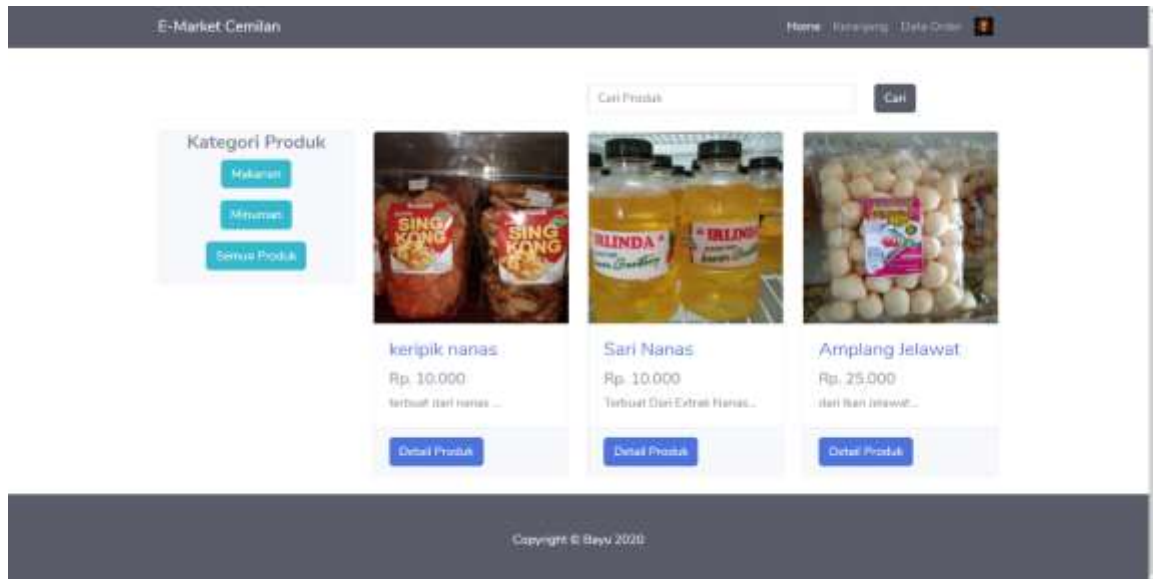 E-Market Cemilan
Home Keranjang Data Order
Cari Produk
Cari
Kategori Produk
Makanan
Minuman
Semua Produk
SING KONG
SING KONG
IRLINDA
IRLINDA
keripik nanas
Rp. 10.000
terbuat dari nanas ...
Detail Produk
Sari Nanas
Rp. 10.000
Terbuat Dari Extrak Nanas...
Detail Produk
Amplang Jelawat
Rp. 25.000
dari Ikan Jelawat...
Detail Produk
Copyright © Bayu 2020